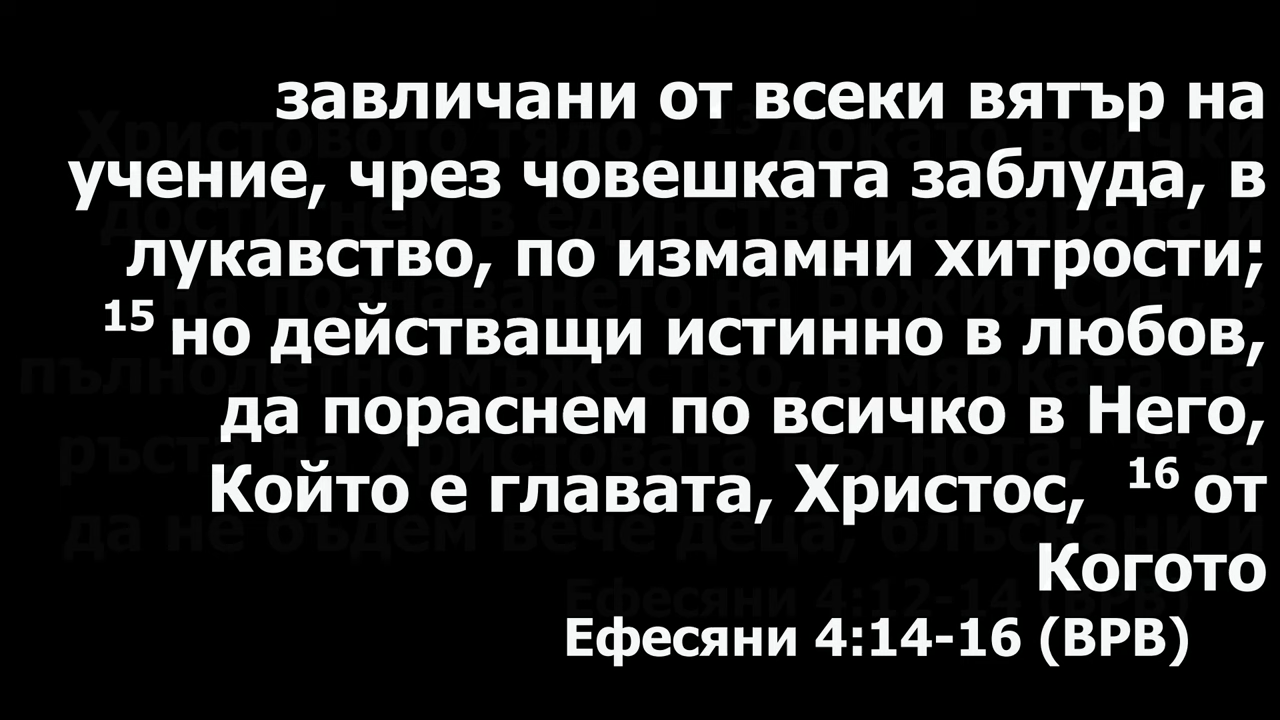 завличани от всеки вятър на
учение, чрез човешката заблуда, в
лукавство, по измамни хитрости;
15 но действащи истинно в любов,
да пораснем по всичко в Него,
Който е главата, Христос, 16 от
Когото
Ефесяни 4:14-16 (ВРВ)